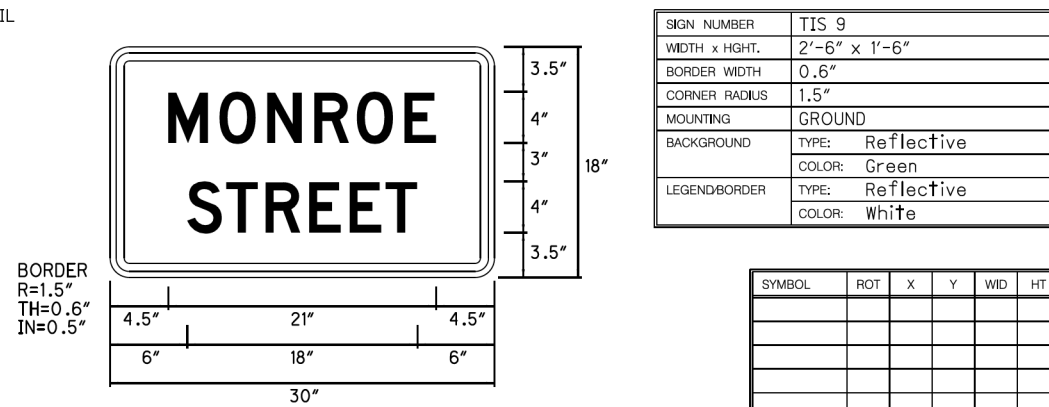 IL
MONROE
STREET
3.5"
4"
3"
4"
3.5"
18"
BORDER
R=1.5"
TH=0.6"
IN=0.5"
4.5" 21" 4.5"
6" 18" 6"
30"
SIGN NUMBER TIS 9
WIDTH x HGHT. 2'-6" x 1'-6"
BORDER WIDTH 0.6"
CORNER RADIUS 1.5"
MOUNTING GROUND
BACKGROUND TYPE: Reflective
COLOR: Green
LEGEND/BORDER TYPE: Reflective
COLOR: White
SYMBOL ROT X Y WID HT